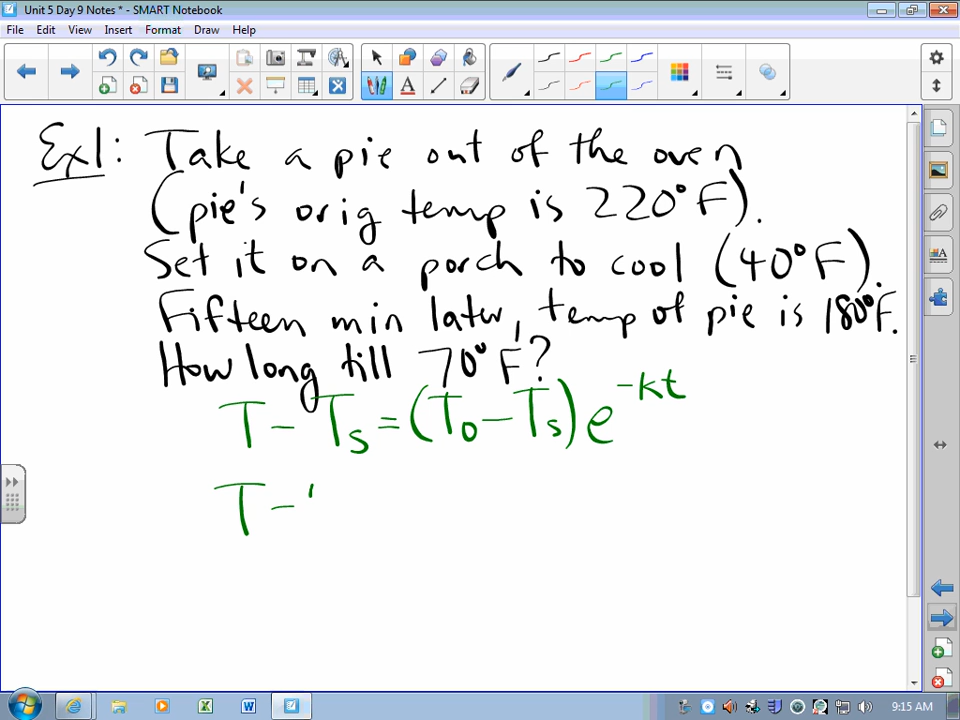 Unit 5 Day 9 Notes * - SMART Notebook
File Edit View Insert Format Draw Help
Ex1: Take a pie out of the oven
(pie's orig temp is 220°F).
Set it on a porch to cool (40°F).
Fifteen min later, temp of pie is 180°F.
How long till 70°F?
T - Ts = (T0 - Ts)e^-kt
T - '
9:15 AM